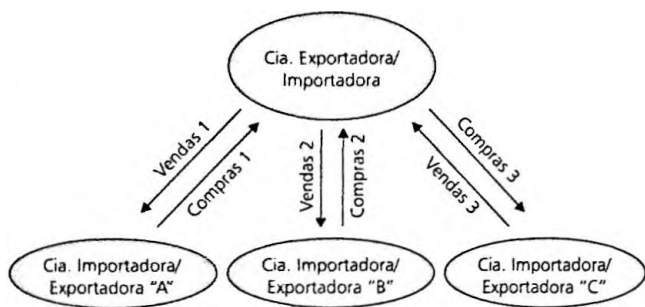 Cia. Exportadora/
Importadora
Vendas 1
Compras 1
Vendas 2
Compras 2
Vendas 3
Compras 3
Cia. Importadora/
Exportadora "A"
Cia. Importadora/
Exportadora "B"
Cia. Importadora/
Exportadora "C"